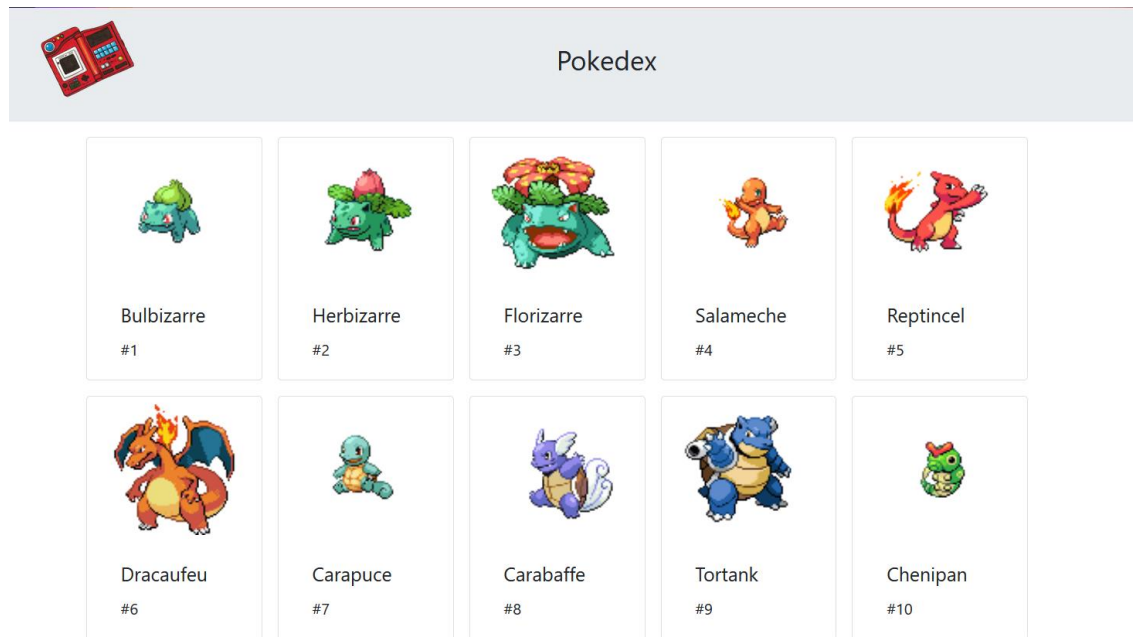 Pokedex
Bulbizarre
#1
Herbizarre
#2
Florizarre
#3
Salameche
#4
Reptincel
#5
Dracaufeu
#6
Carapuce
#7
Carabaffe
#8
Tortank
#9
Chenipan
#10